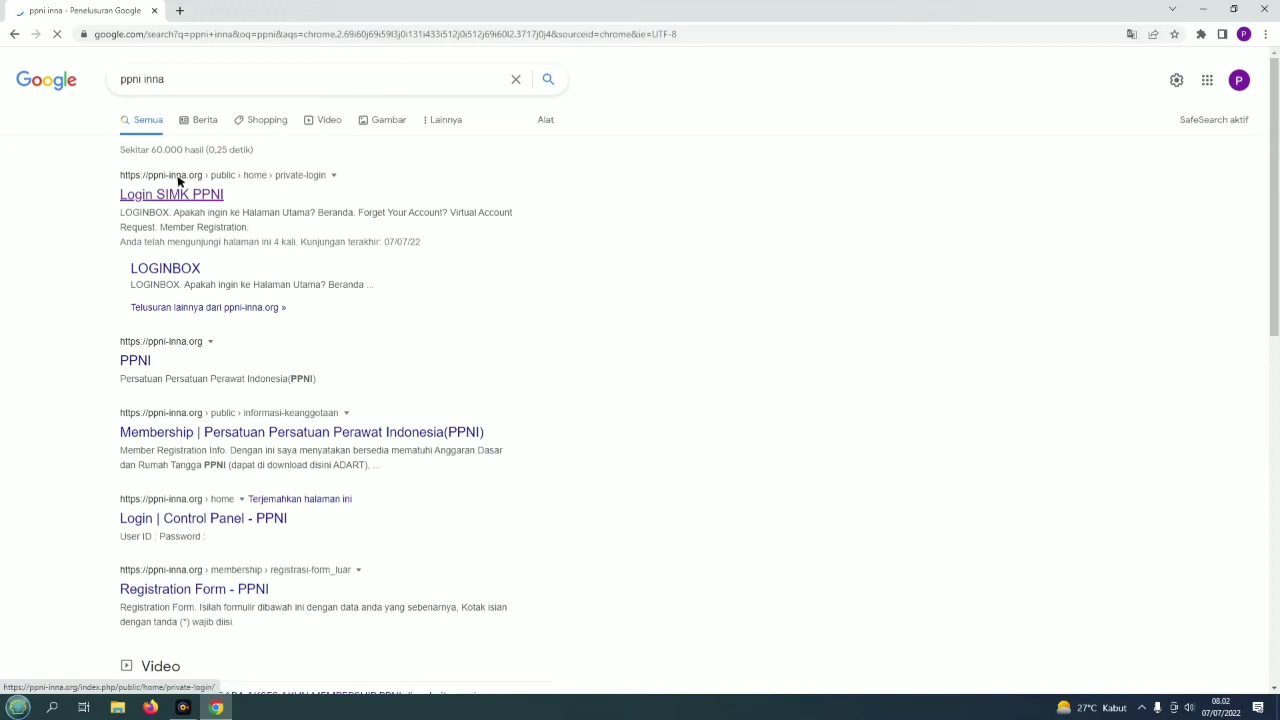 ppni inna - Penelusuran Google
google.com/search?q=ppni+inna&oq=ppni&aqs=chrome.2.69i60j69i59l3j0i131i433i512j0i512j69i60l2.3717j0j4&sourceid=chrome&ie=UTF-8
P
Google
ppni inna
P
Semua
Berita
Shopping
Video
Gambar
Lainnya
Alat
SafeSearch aktif
Sekitar 60.000 hasil (0,25 detik)
https://ppni-inna.org › public › home › private-login
Login SIMK PPNI
LOGINBOX. Apakah ingin ke Halaman Utama? Beranda. Forget Your Account? Virtual Account
Request. Member Registration.
Anda telah mengunjungi halaman ini 4 kali. Kunjungan terakhir: 07/07/22
LOGINBOX
LOGINBOX. Apakah ingin ke Halaman Utama? Beranda ...
Telusuran lainnya dari ppni-inna.org »
https://ppni-inna.org
PPNI
Persatuan Persatuan Perawat Indonesia(PPNI)
https://ppni-inna.org › public › informasi-keanggotaan
Membership | Persatuan Persatuan Perawat Indonesia(PPNI)
Member Registration Info. Dengan ini saya menyatakan bersedia mematuhi Anggaran Dasar
dan Rumah Tangga PPNI (dapat di download disini ADART), ...
https://ppni-inna.org › home Terjemahkan halaman ini
Login | Control Panel - PPNI
User ID : Password :
https://ppni-inna.org › membership › registrasi-form_luar
Registration Form - PPNI
Registration Form. Isilah formulir dibawah ini dengan data anda yang sebenarnya, Kotak isian
dengan tanda (*) wajib diisi.
Video
https://ppni-inna.org/index.php/public/home/private-login/
AKSES AKUN MEMBERSHIP PPNI
27°C Kabut
08.02
07/07/2022